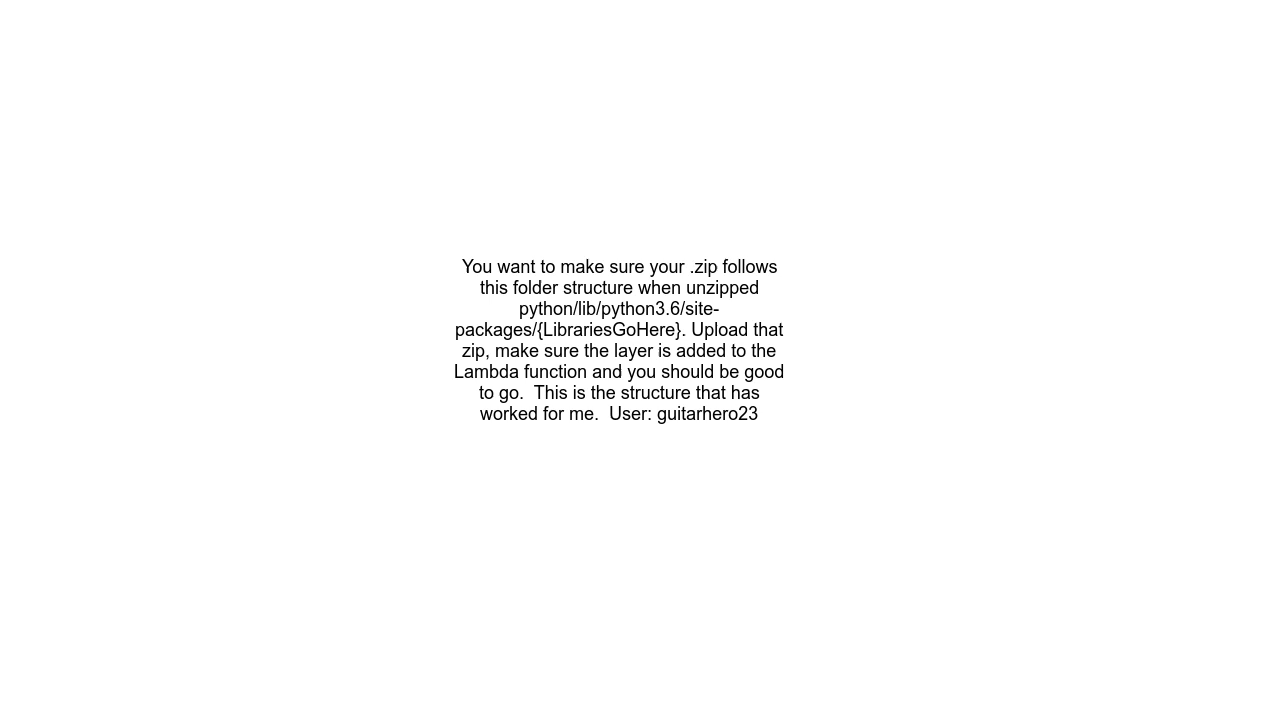 You want to make sure your .zip follows
this folder structure when unzipped
python/lib/python3.6/site-
packages/{LibrariesGoHere}. Upload that
zip, make sure the layer is added to the
Lambda function and you should be good
to go.  This is the structure that has
worked for me.  User: guitarhero23